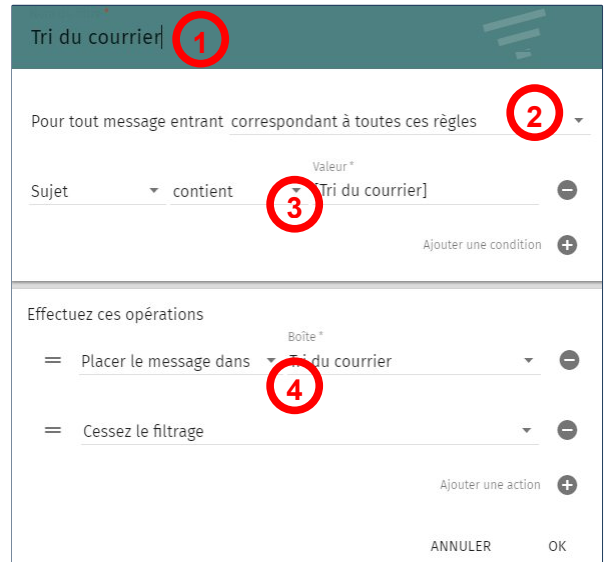 Tri du courrier 1
Pour tout message entrant correspondant à toutes ces règles 2
Valeur *
Sujet contient 3 [Tri du courrier]
Ajouter une condition
Effectuez ces opérations
Boîte *
Placer le message dans Tri du courrier
4
Cessez le filtrage
Ajouter une action
ANNULER OK